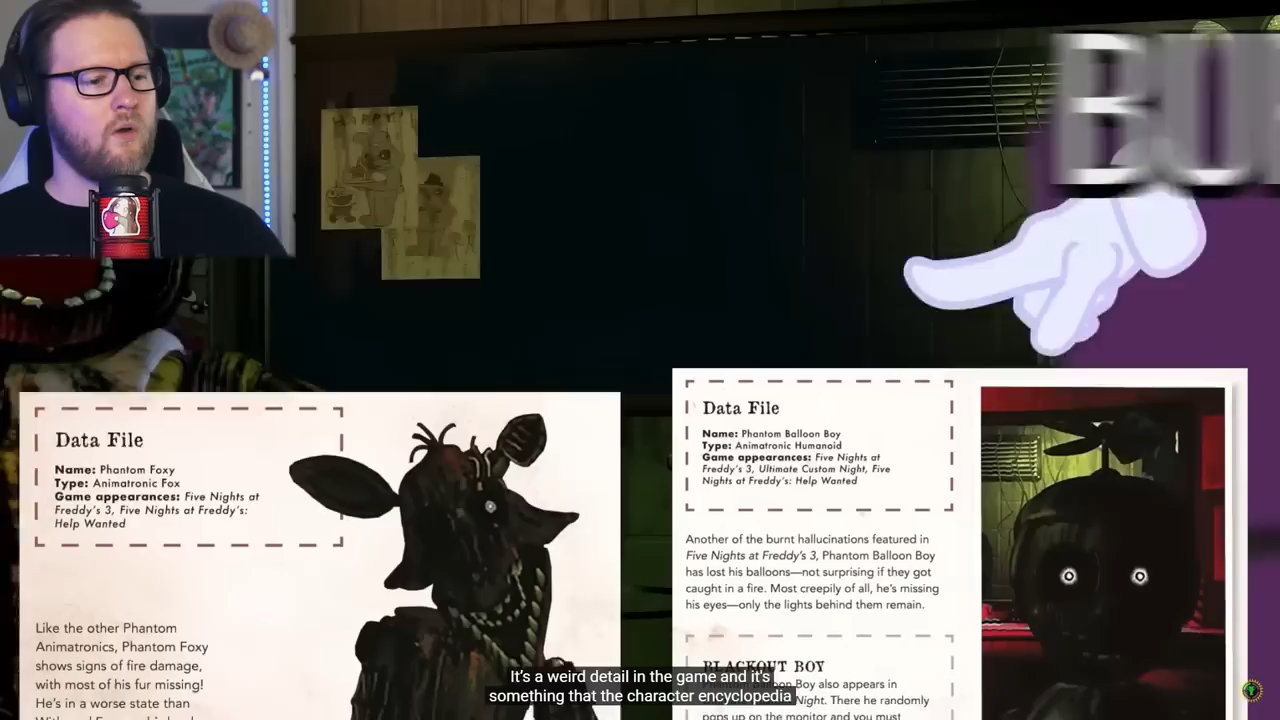 BU
Data File
Name: Phantom Foxy
Type: Animatronic Fox
Game appearances: Five Nights at
Freddy's 3, Five Nights at Freddy's:
Help Wanted
Like the other Phantom
Animatronics, Phantom Foxy
shows signs of fire damage,
with most of his fur missing!
He's in a worse state than
Data File
Name: Phantom Balloon Boy
Type: Animatronic Humanoid
Game appearances: Five Nights at
Freddy's 3, Ultimate Custom Night, Five
Nights at Freddy's: Help Wanted
Another of the burnt hallucinations featured in
Five Nights at Freddy's 3, Phantom Balloon Boy
has lost his balloons—not surprising if they got
caught in a fire. Most creepily of all, he's missing
his eyes—only the lights behind them remain.
BLACKOUT BOY
Boy also appears in
Night. There he randomly
pops up on the monitor and you must
It's a weird detail in the game and it's
something that the character encyclopedia